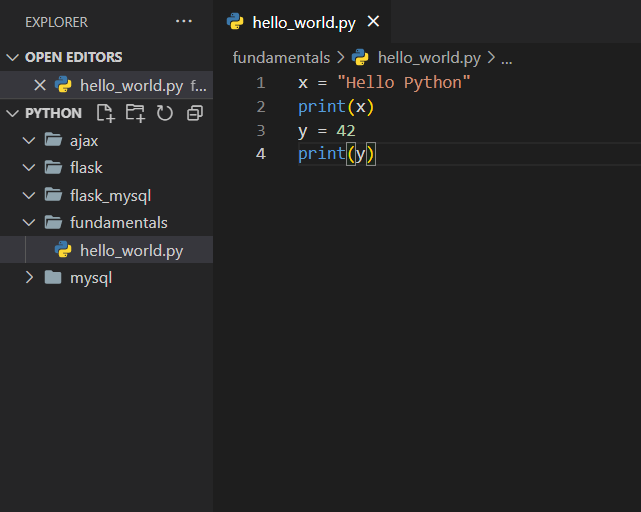 EXPLORER ...
OPEN EDITORS
hello_world.py f...
PYTHON
ajax
flask
flask_mysql
fundamentals
hello_world.py
mysql
hello_world.py
fundamentals > hello_world.py > ...
1 x = "Hello Python"
2 print(x)
3 y = 42
4 print(y)